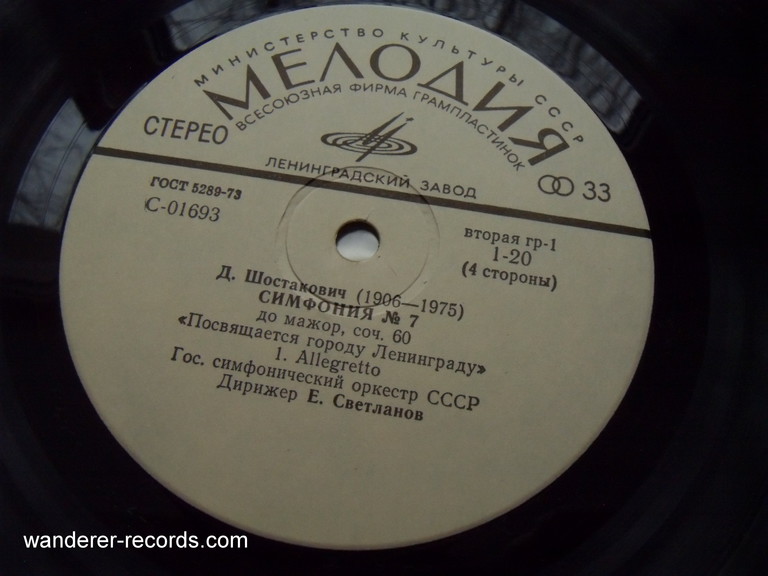 МИНИСТЕРСТВО КУЛЬТУРЫ СССР
МЕЛОДИЯ
ВСЕСОЮЗНАЯ ФИРМА ГРАМПЛАСТИНОК
СТЕРЕО
ЛЕНИНГРАДСКИЙ ЗАВОД
33
ГОСТ 5289-73
С-01693
вторая гр-1
1-20
(4 стороны)
Д. Шостакович (1906—1975)
СИМФОНИЯ № 7
до мажор, соч. 60
«Посвящается городу Ленинграду»
1. Allegretto
Гос. симфонический оркестр СССР
Дирижер Е. Светланов
wanderer-records.com